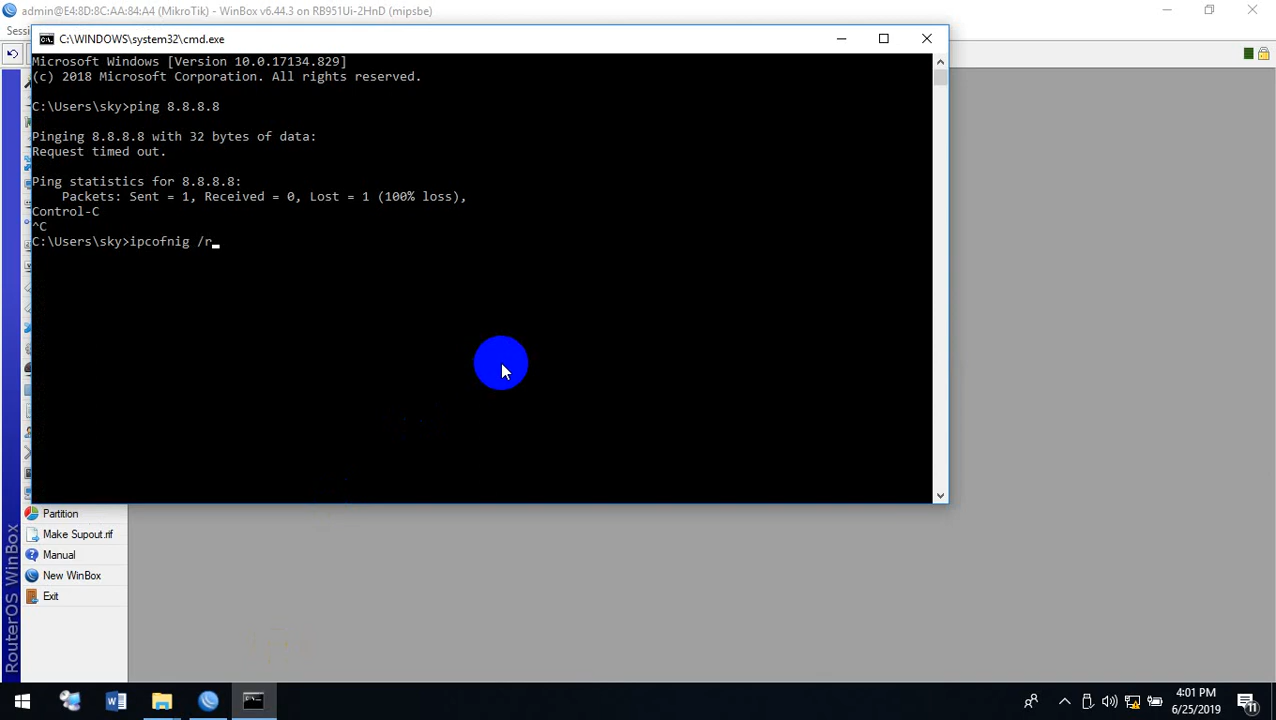 admin@E4:8D:8C:AA:84:A4 (MikroTik) - WinBox v6.44.3 on RB951Ui-2HnD (mipsbe)
Sessi
C:\WINDOWS\system32\cmd.exe
Microsoft Windows [Version 10.0.17134.829]
(c) 2018 Microsoft Corporation. All rights reserved.
C:\Users\sky>ping 8.8.8.8
Pinging 8.8.8.8 with 32 bytes of data:
Request timed out.
Ping statistics for 8.8.8.8:
Packets: Sent = 1, Received = 0, Lost = 1 (100% loss),
Control-C
^C
C:\Users\sky>ipcofnig /r
Partition
Make Supout.rif
Manual
New WinBox
Exit
RouterOS WinBox
4:01 PM
6/25/2019
11